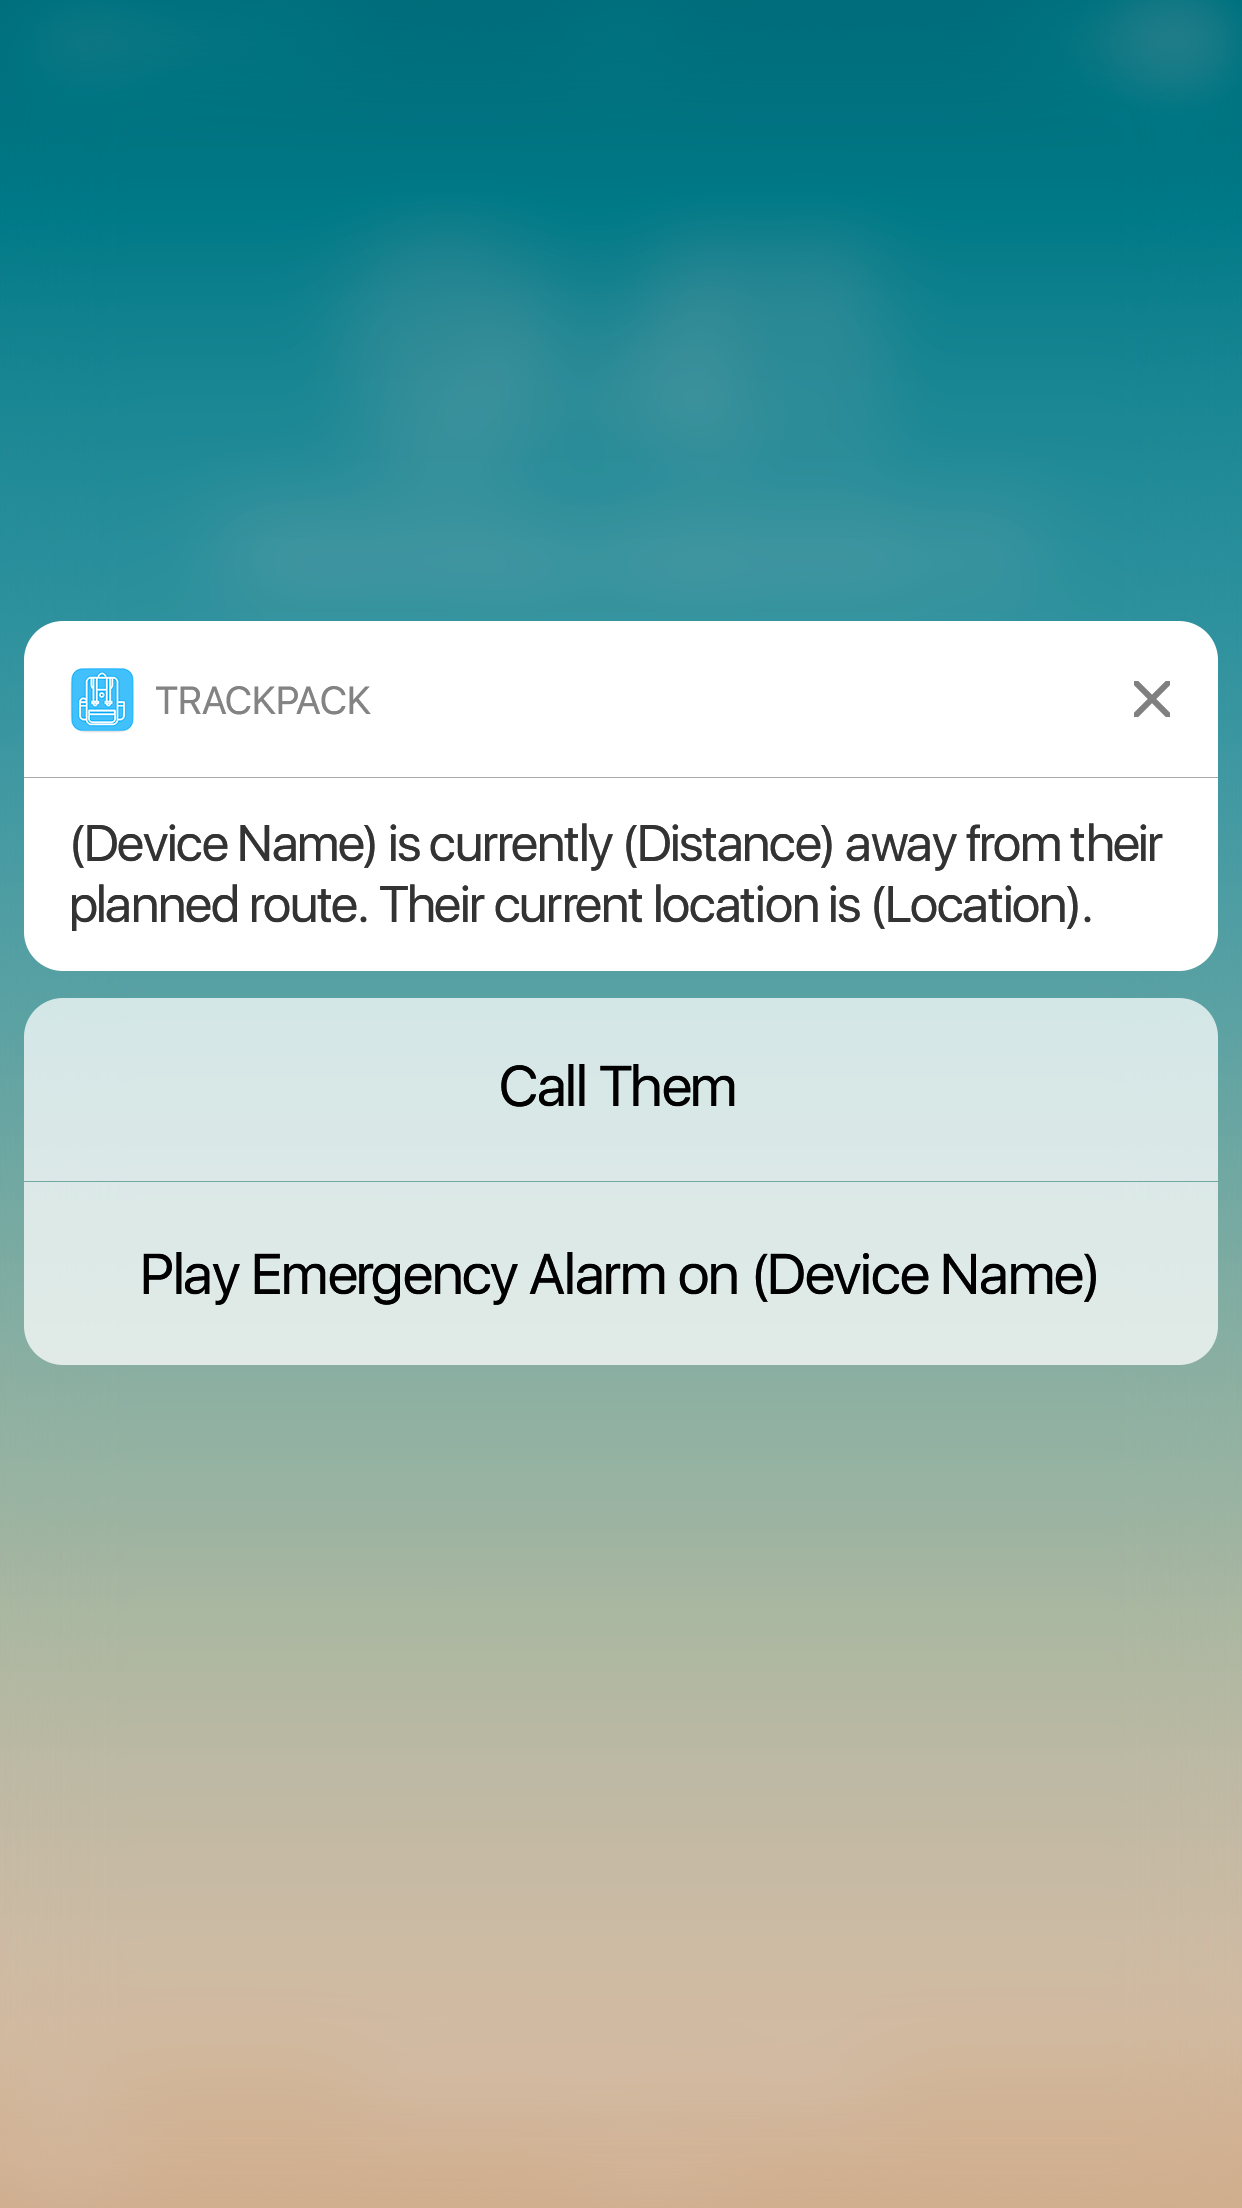 TRACKPACK
(Device Name) is currently (Distance) away from their
planned route. Their current location is (Location).
Call Them
Play Emergency Alarm on (Device Name)